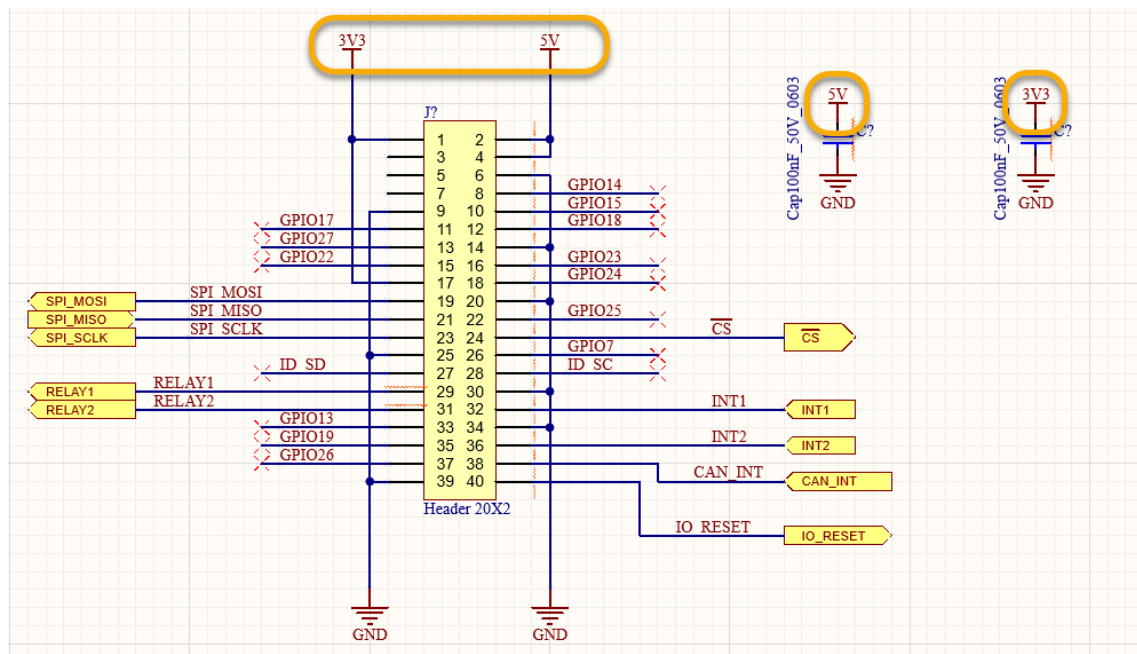 3V3 5V
J?
1 2
3 4
5 6
7 8 GPIO14
9 10 GPIO15
GPIO17 11 12 GPIO18
GPIO27 13 14
GPIO22 15 16 GPIO23
17 18 GPIO24
SPI_MOSI SPI_MOSI 19 20
SPI_MISO SPI_MISO 21 22 GPIO25
SPI_SCLK SPI_SCLK 23 24 CS CS
25 26 GPIO7
ID_SD 27 28 ID_SC
RELAY1 RELAY1 29 30
RELAY2 RELAY2 31 32 INT1 INT1
GPIO13 33 34
GPIO19 35 36 INT2 INT2
GPIO26 37 38 CAN_INT CAN_INT
39 40
Header 20X2
IO_RESET IO_RESET
GND GND
5V
C?
Cap100nF_50V_0603
GND
3V3
C?
Cap100nF_50V_0603
GND